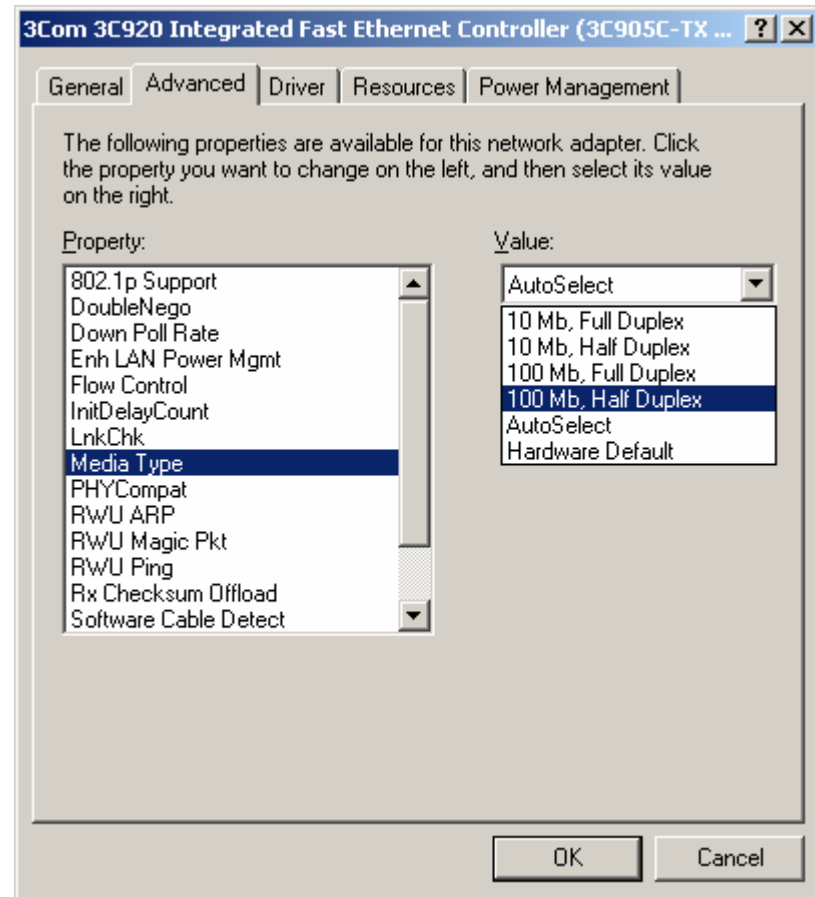 3Com 3C920 Integrated Fast Ethernet Controller (3C905C-TX ...
General Advanced Driver Resources Power Management
The following properties are available for this network adapter. Click
the property you want to change on the left, and then select its value
on the right.
Property:
802.1p Support
DoubleNego
Down Poll Rate
Enh LAN Power Mgmt
Flow Control
InitDelayCount
LnkChk
Media Type
PHYCompat
RWU ARP
RWU Magic Pkt
RWU Ping
Rx Checksum Offload
Software Cable Detect
Value:
AutoSelect
10 Mb, Full Duplex
10 Mb, Half Duplex
100 Mb, Full Duplex
100 Mb, Half Duplex
AutoSelect
Hardware Default
OK Cancel